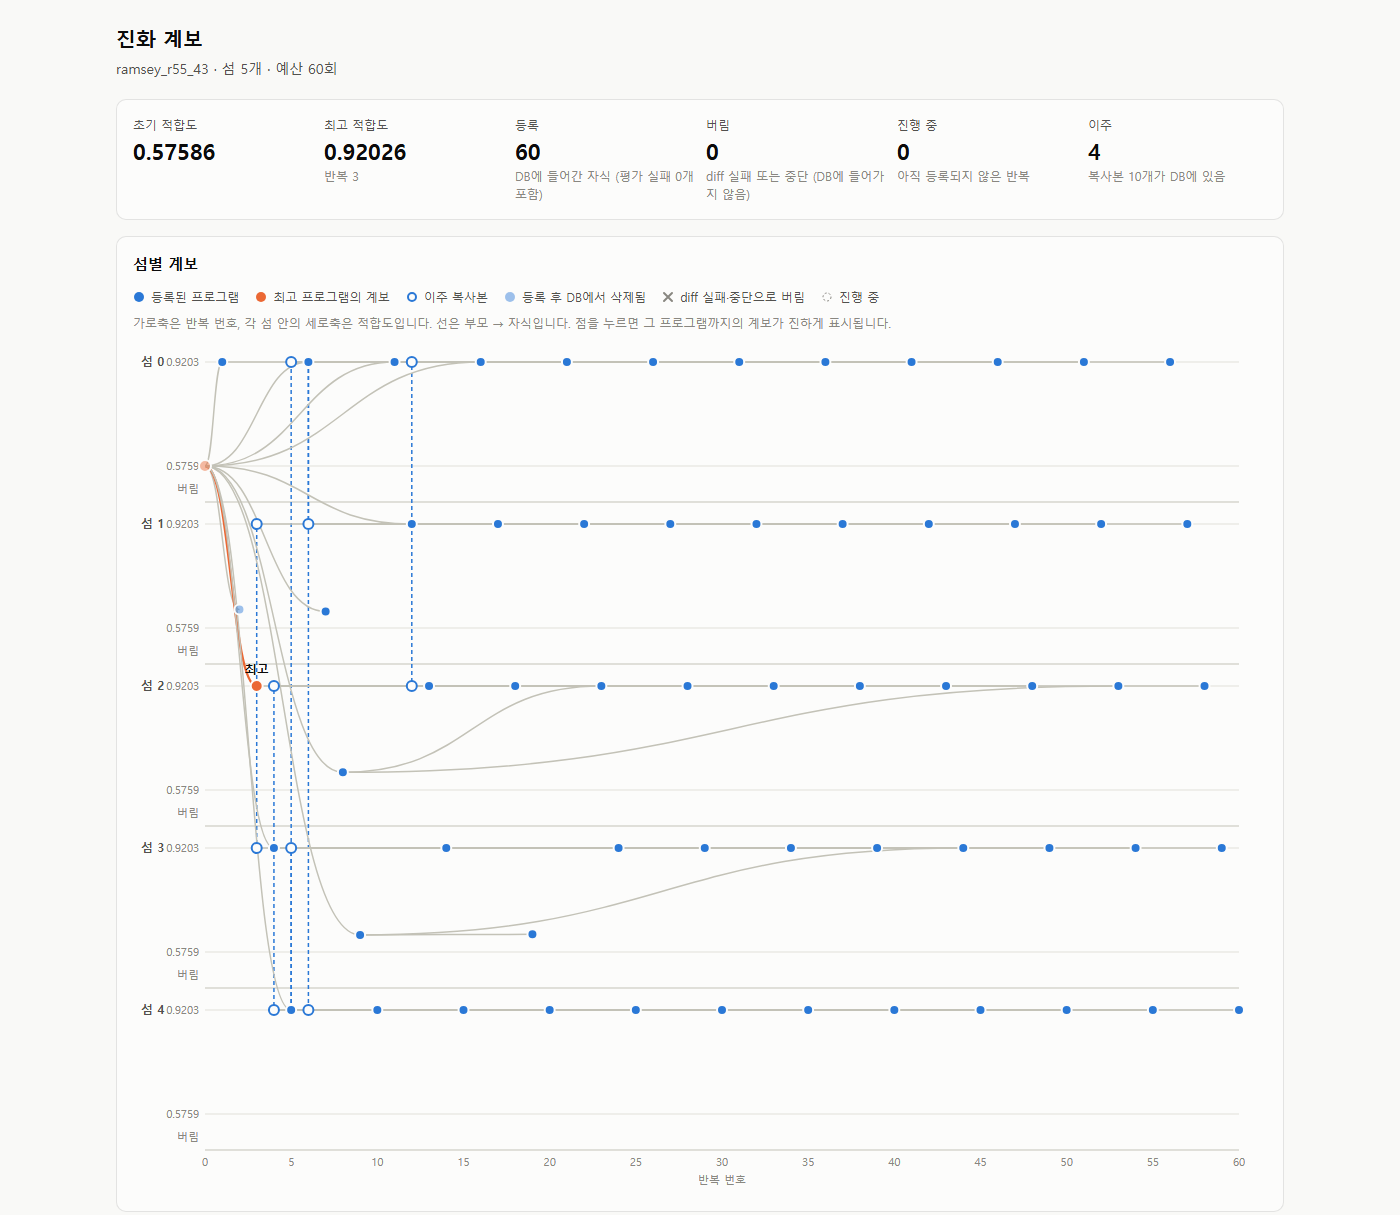 진화 계보
ramsey_r55_43 · 섬 5개 · 예산 60회
초기 적합도
0.57586
최고 적합도
0.92026
반복 3
등록
60
DB에 들어간 자식 (평가 실패 0개
포함)
버림
0
diff 실패 또는 중단 (DB에 들어가
지 않음)
진행 중
0
아직 등록되지 않은 반복
이주
4
복사본 10개가 DB에 있음
섬별 계보
등록된 프로그램 최고 프로그램의 계보 이주 복사본 등록 후 DB에서 삭제됨 diff 실패·중단으로 버림 진행 중
가로축은 반복 번호, 각 섬 안의 세로축은 적합도입니다. 선은 부모 → 자식입니다. 점을 누르면 그 프로그램까지의 계보가 진하게 표시됩니다.
섬 0 0.9203
0.5759
버림
섬 1 0.9203
0.5759
버림
최고
섬 2 0.9203
0.5759
버림
섬 3 0.9203
0.5759
버림
섬 4 0.9203
0.5759
버림
0 5 10 15 20 25 30 35 40 45 50 55 60
반복 번호